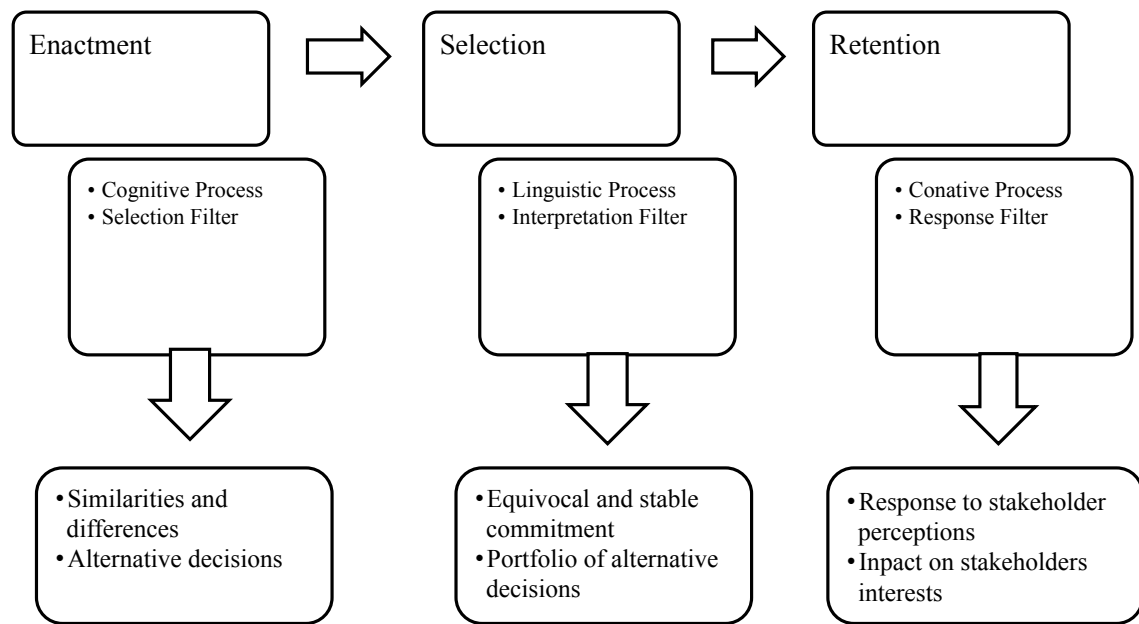 Enactment
Selection
Retention
• Cognitive Process
• Selection Filter
• Linguistic Process
• Interpretation Filter
• Conative Process
• Response Filter
• Similarities and
differences
• Alternative decisions
• Equivocal and stable
commitment
• Portfolio of alternative
decisions
• Response to stakeholder
perceptions
• Inpact on stakeholders
interests